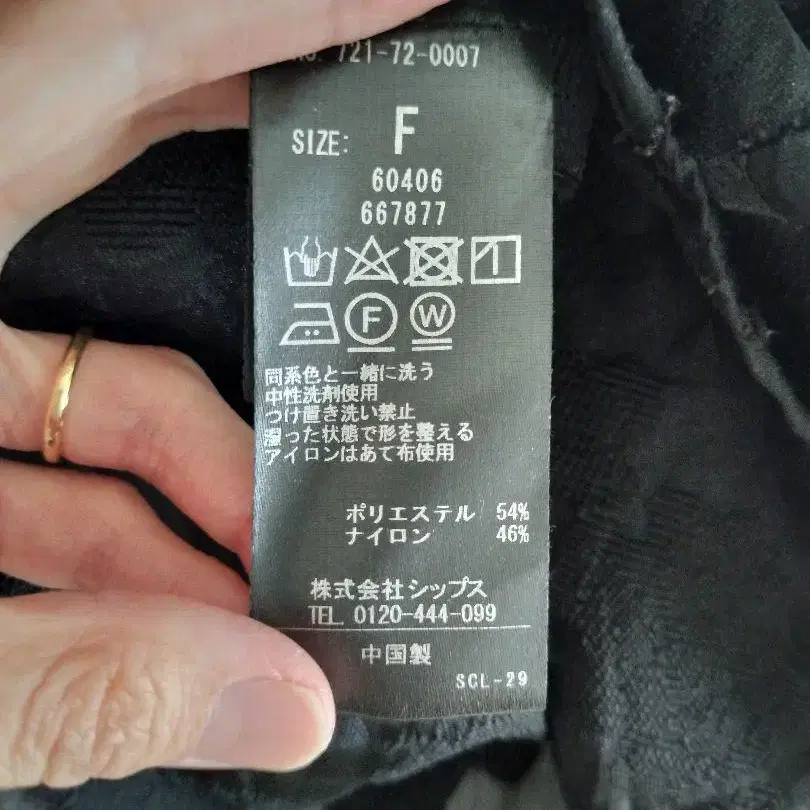 721-72-0007
SIZE: F
60406
667877
F W
同系色と一緒に洗う
中性洗剤使用
つけ置き洗い禁止
湿った状態で形を整える
アイロンはあて布使用
ポリエステル 54%
ナイロン 46%
株式会社シップス
TEL. 0120-444-099
中国製
SCL-29